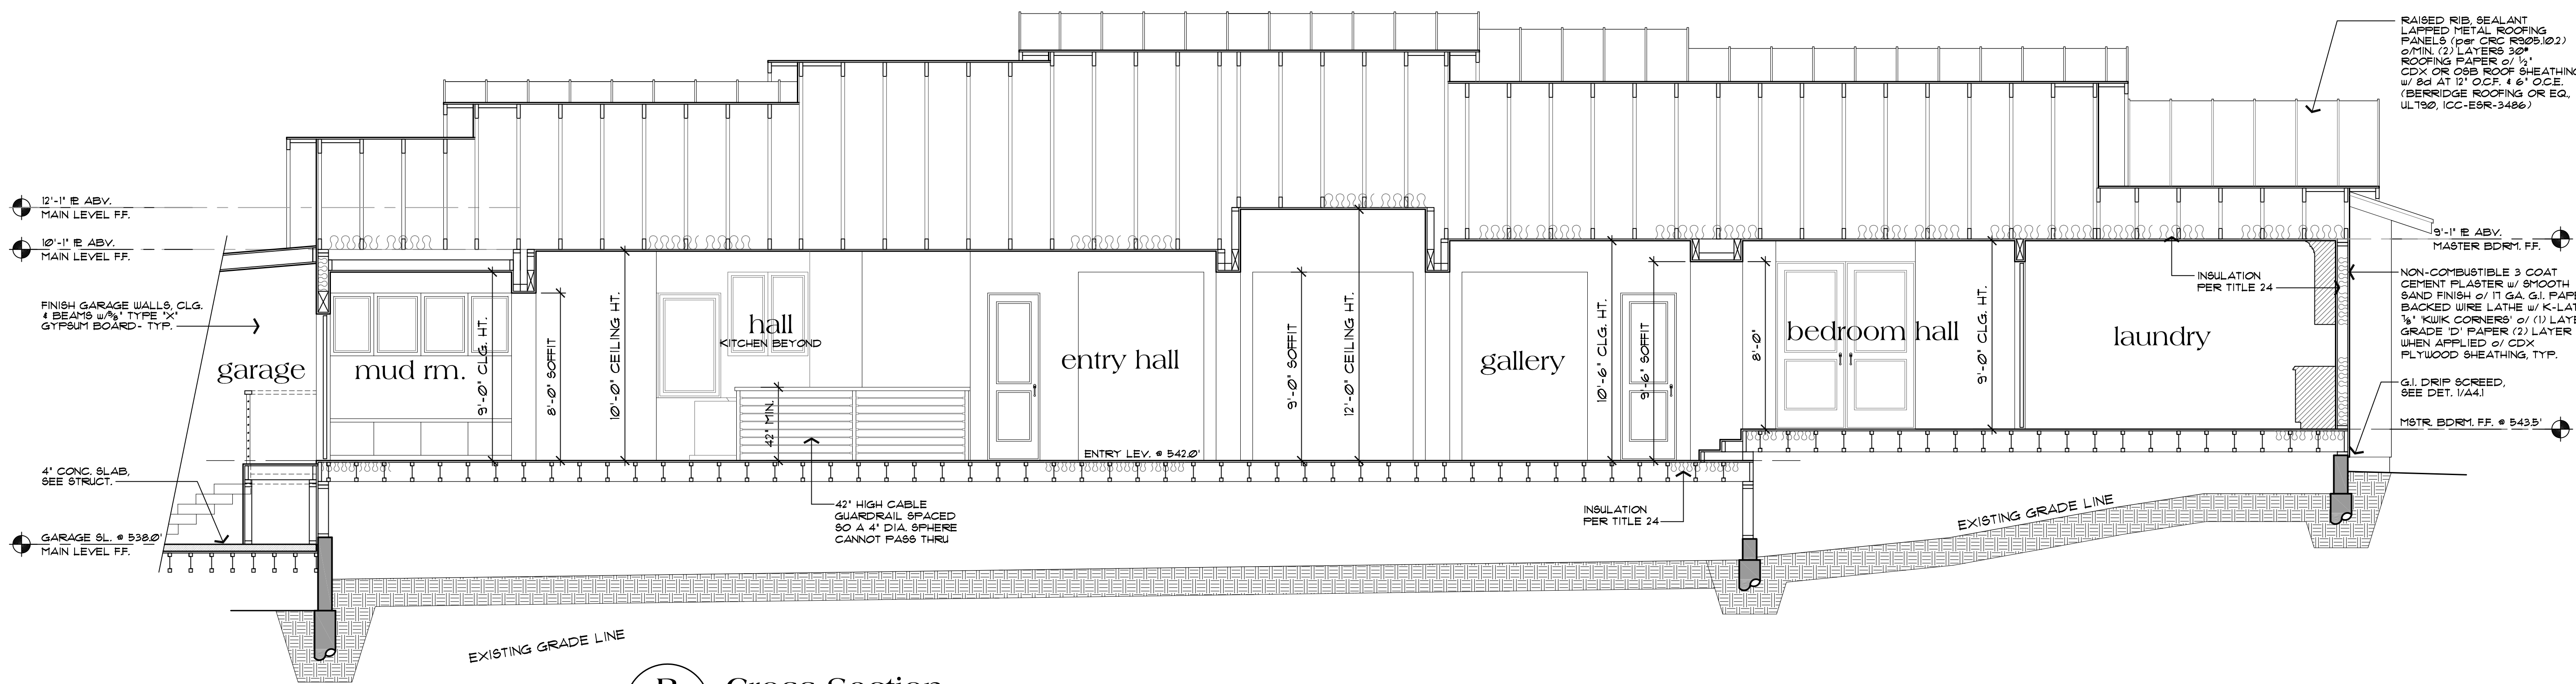 RAISED RIB, SEALANT
LAPPED METAL ROOFING
PANELS (per CRC R905.10.2)
o/MIN. (2) LAYERS 30#
ROOFING PAPER o/ ½"
CDX OR OSB ROOF SHEATHING
w/ 8d AT 12" O.C.F. & 6" O.C.E.
(BERRIDGE ROOFING OR EQ.,
UL790, ICC-ESR-3486)
12'-1" PL ABV.
MAIN LEVEL F.F.
10'-1" PL ABV.
MAIN LEVEL F.F.
9'-1" PL ABV.
MASTER BDRM. F.F.
FINISH GARAGE WALLS, CLG.
& BEAMS w/⅝" TYPE "X"
GYPSUM BOARD- TYP.
INSULATION
PER TITLE 24
NON-COMBUSTIBLE 3 COAT
CEMENT PLASTER w/ SMOOTH
SAND FINISH o/ 17 GA. G.I. PAPE
BACKED WIRE LATHE w/ K-LAT
⅞" 'KWIK CORNERS' o/ (1) LAYE
GRADE 'D' PAPER (2) LAYER
WHEN APPLIED o/ CDX
PLYWOOD SHEATHING, TYP.
garage
mud rm.
9'-0" CLG. HT.
8'-0" SOFFIT
10'-0" CEILING HT.
hall
KITCHEN BEYOND
42" MIN.
entry hall
9'-0" SOFFIT
12'-0" CEILING HT.
gallery
10'-6" CLG. HT.
9'-6" SOFFIT
8'-0"
bedroom hall
9'-0" CLG. HT.
laundry
G.I. DRIP SCREED,
SEE DET. 1/A4.1
MSTR. BDRM. F.F. @ 543.5'
ENTRY LEV. @ 542.0'
4" CONC. SLAB,
SEE STRUCT.
42" HIGH CABLE
GUARDRAIL SPACED
SO A 4" DIA. SPHERE
CANNOT PASS THRU
INSULATION
PER TITLE 24
EXISTING GRADE LINE
GARAGE SL. @ 538.0'
MAIN LEVEL F.F.
EXISTING GRADE LINE
Cross Section